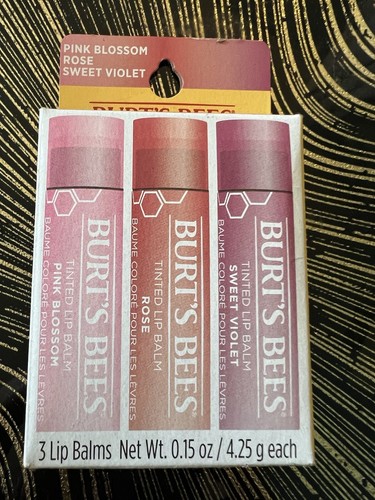 PINK BLOSSOM
ROSE
SWEET VIOLET
BURT'S BEES
BURT'S BEES®
TINTED LIP BALM
PINK BLOSSOM
BAUME COLORÉ POUR LES LÈVRES
BURT'S BEES
TINTED LIP BALM
ROSE
BAUME COLORÉ POUR LES LÈVRES
BURT'S BEES®
TINTED LIP BALM
SWEET VIOLET
BAUME COLORÉ POUR LES LÈVRES
3 Lip Balms Net Wt. 0.15 oz / 4.25 g each